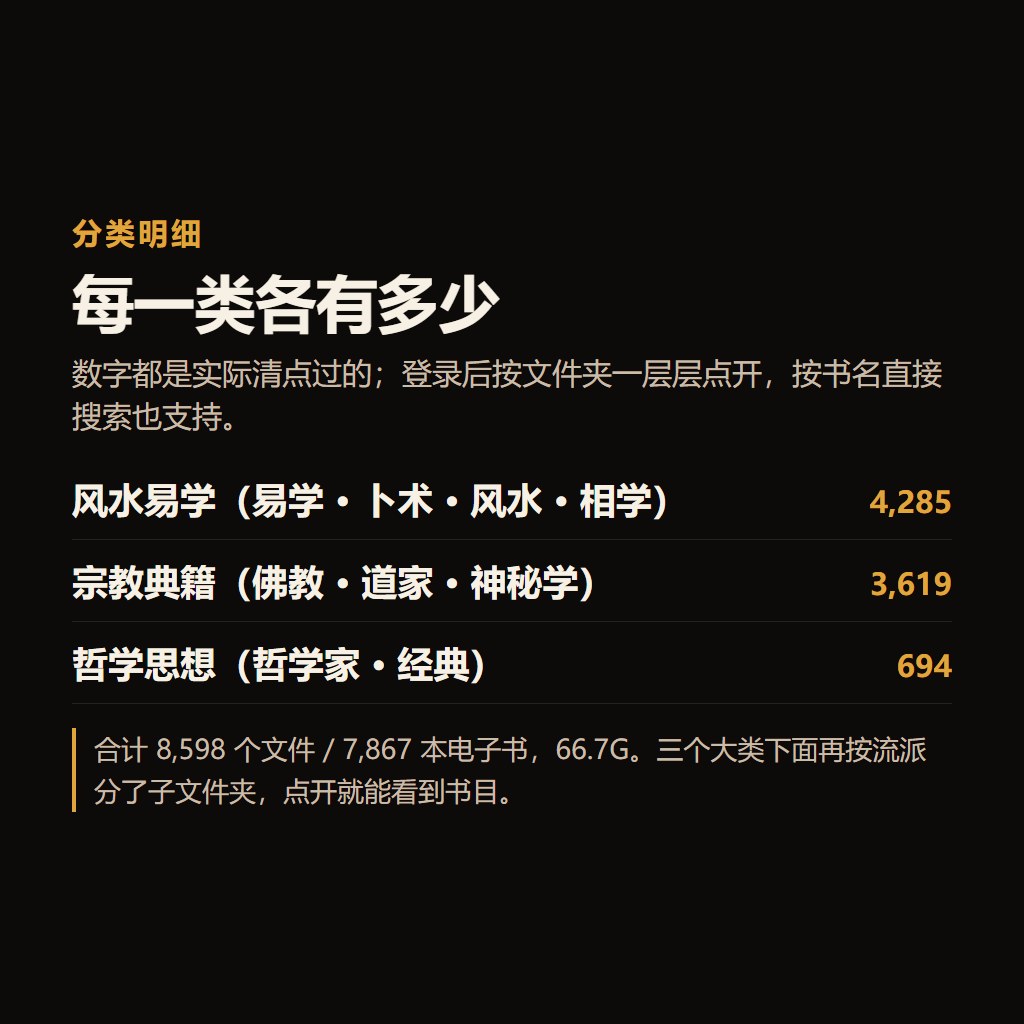 分类明细
每一类各有多少
数字都是实际清点过的；登录后按文件夹一层层点开，按书名直接
搜索也支持。
风水易学（易学·卜术·风水·相学） 4,285
宗教典籍（佛教·道家·神秘学） 3,619
哲学思想（哲学家·经典） 694
合计 8,598 个文件 / 7,867 本电子书，66.7G。三个大类下面再按流派
分了子文件夹，点开就能看到书目。